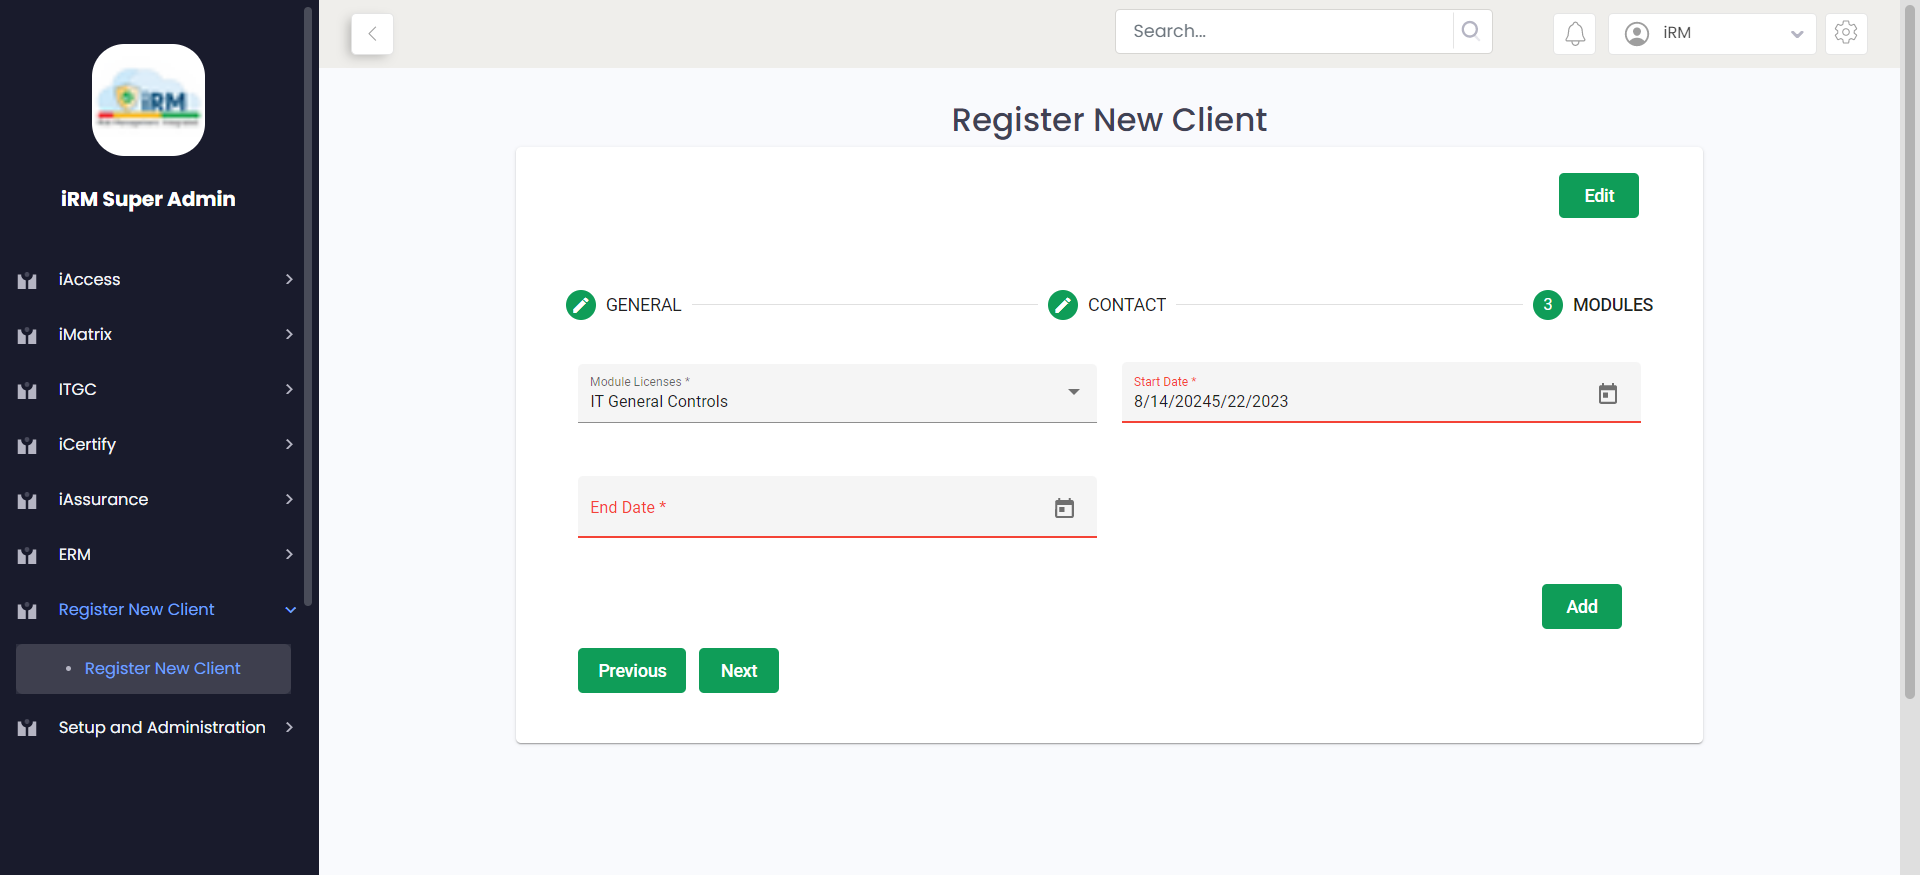 iRM
iRM Super Admin
iAccess
iMatrix
ITGC
iCertify
iAssurance
ERM
Register New Client
Register New Client
Setup and Administration
Search...
iRM
Register New Client
Edit
GENERAL
CONTACT
3 MODULES
Module Licenses *
IT General Controls
Start Date *
8/14/20245/22/2023
End Date *
Add
Previous
Next